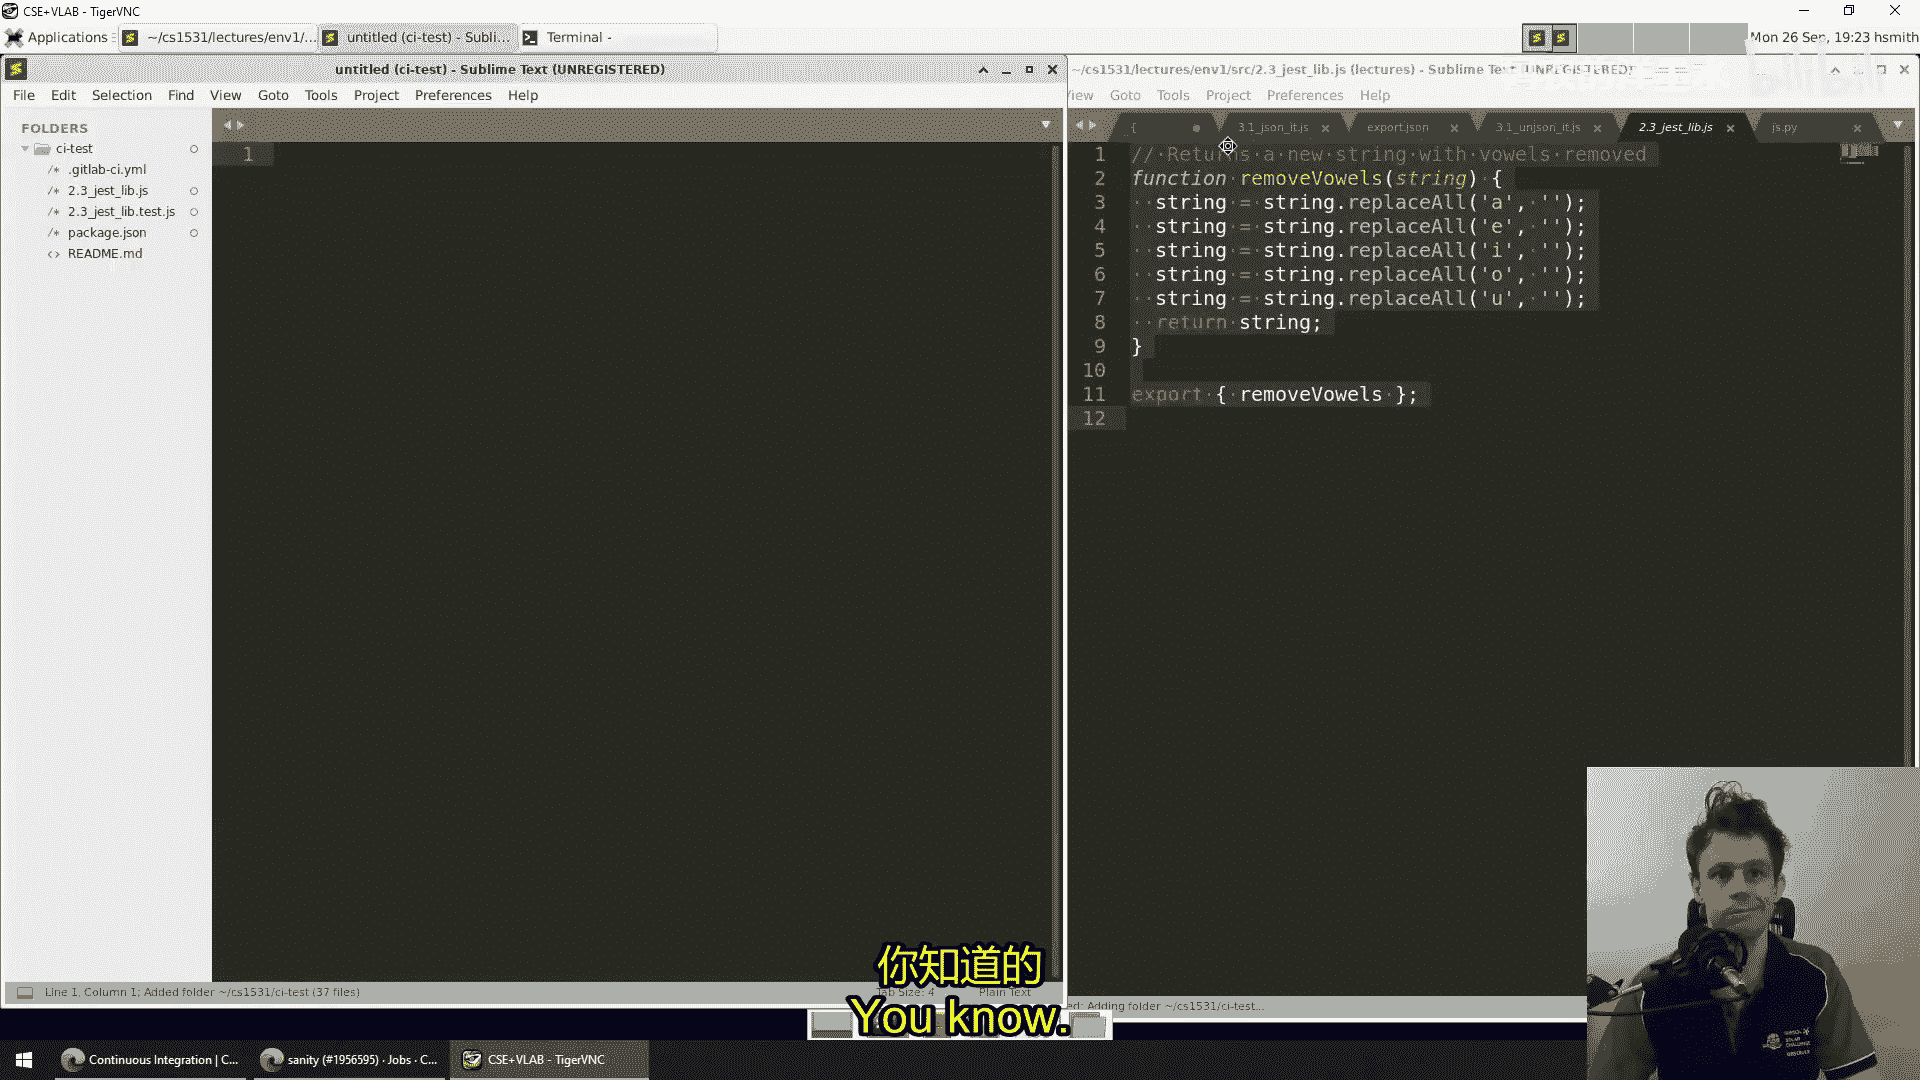 CSE+VLAB - TigerVNC
Applications
~/cs1531/lectures/env1/...
untitled (ci-test) - Subli...
Terminal -
Mon 26 Sep, 19:23 hsmith
untitled (ci-test) - Sublime Text (UNREGISTERED)
File Edit Selection Find View Goto Tools Project Preferences Help
FOLDERS
ci-test
.gitlab-ci.yml
2.3_jest_lib.js
2.3_jest_lib.test.js
package.json
README.md
1
Line 1, Column 1; Added folder ~/cs1531/ci-test (37 files)
Tab Size: 4
Plain Text
~/cs1531/lectures/env1/src/2.3_jest_lib.js (lectures) - Sublime Text (UNREGISTERED)
View Goto Tools Project Preferences Help
{ 3.1_json_it.js export.json 3.1_unjson_it.js 2.3_jest_lib.js js.py
1 // Returns a new string with vowels removed
2 function removeVowels(string) {
3 string = string.replaceAll('a', '');
4 string = string.replaceAll('e', '');
5 string = string.replaceAll('i', '');
6 string = string.replaceAll('o', '');
7 string = string.replaceAll('u', '');
8 return string;
9 }
10
11 export { removeVowels };
12
Adding folder ~/cs1531/ci-test...
你知道的
You know.
Continuous Integration | C...
sanity (#1956595) · Jobs · C...
CSE+VLAB - TigerVNC